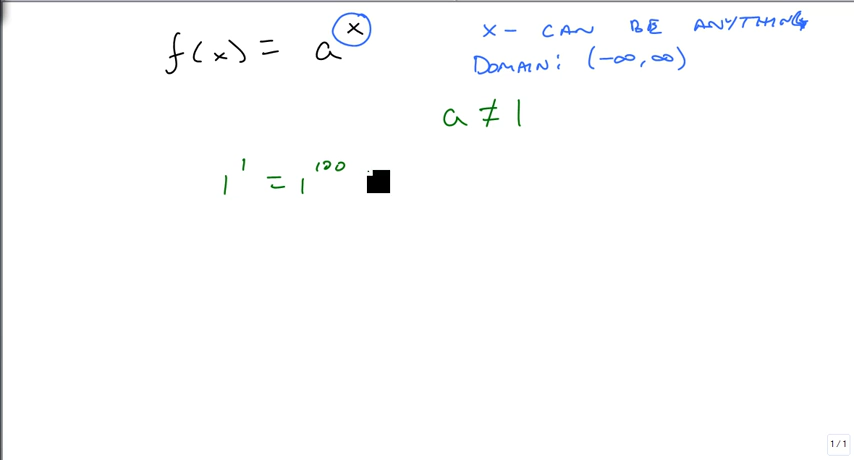 f(x) = a^x
x - CAN BE ANYTHING
DOMAIN: (-∞, ∞)
a ≠ 1
1^1 = 1^100
1 / 1